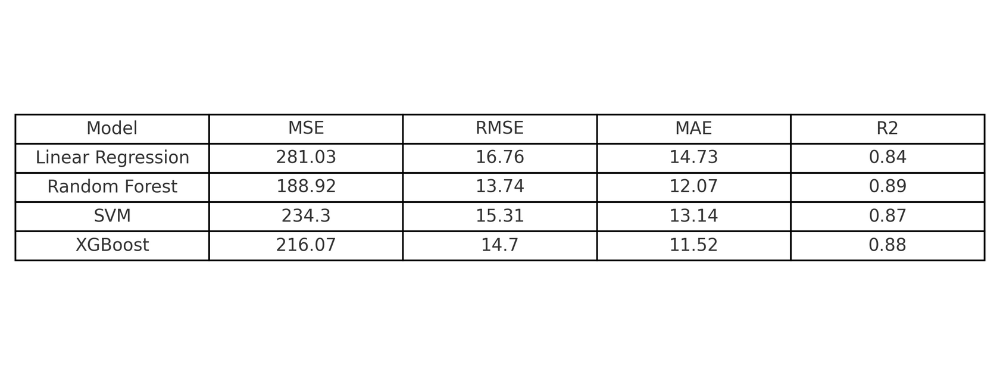 Model MSE RMSE MAE R2
Linear Regression 281.03 16.76 14.73 0.84
Random Forest 188.92 13.74 12.07 0.89
SVM 234.3 15.31 13.14 0.87
XGBoost 216.07 14.7 11.52 0.88